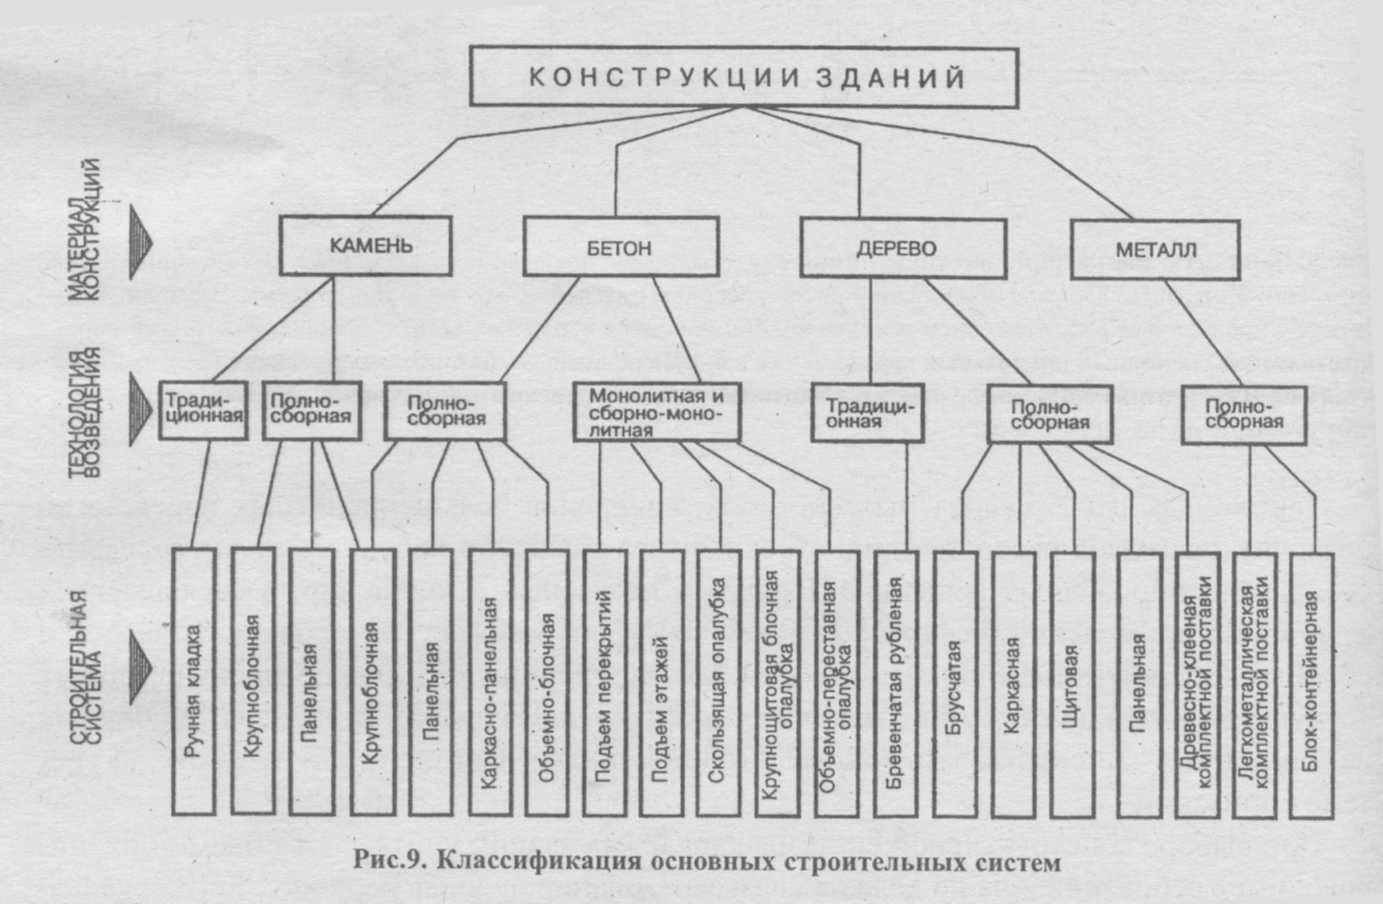 КОНСТРУКЦИИ ЗДАНИЙ
МАТЕРИАЛ
КОНСТРУКЦИЙ
КАМЕНЬ
БЕТОН
ДЕРЕВО
МЕТАЛЛ
ТЕХНОЛОГИЯ
ВОЗВЕДЕНИЯ
Тради-
ционная
Полно-
сборная
Полно-
сборная
Монолитная и
сборно-моно-
литная
Традици-
онная
Полно-
сборная
Полно-
сборная
СТРОИТЕЛЬНАЯ
СИСТЕМА
Ручная кладка
Крупноблочная
Панельная
Крупноблочная
Панельная
Каркасно-панельная
Объемно-блочная
Подъем перекрытий
Подъем этажей
Скользящая опалубка
Крупнощитовая блочная
опалубка
Объемно-переставная
опалубка
Бревенчатая рубленая
Брусчатая
Каркасная
Щитовая
Панельная
Древесно-клееная
комплектной поставки
Легкометаллическая
комплектной поставки
Блок-контейнерная
Рис.9. Классификация основных строительных систем